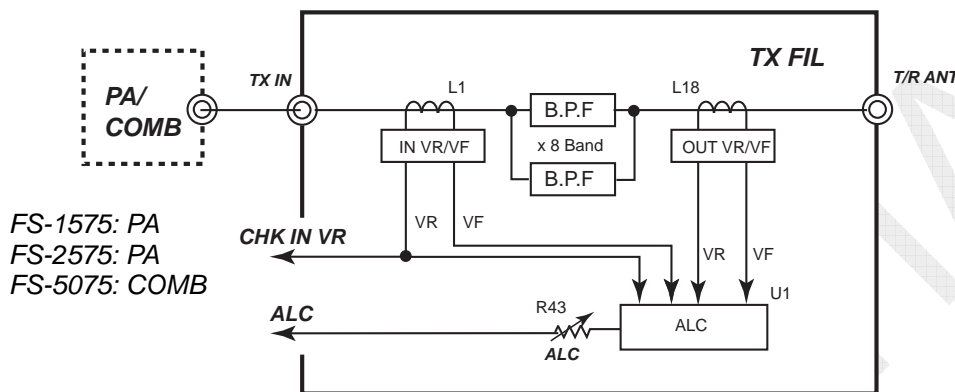 TX FIL
PA/
COMB
TX IN
L1
B.P.F
x 8 Band
B.P.F
L18
T/R ANT
IN VR/VF
OUT VR/VF
FS-1575: PA
FS-2575: PA
FS-5075: COMB
CHK IN VR
VR
VF
VR
VF
U1
ALC
R43
ALC
ALC